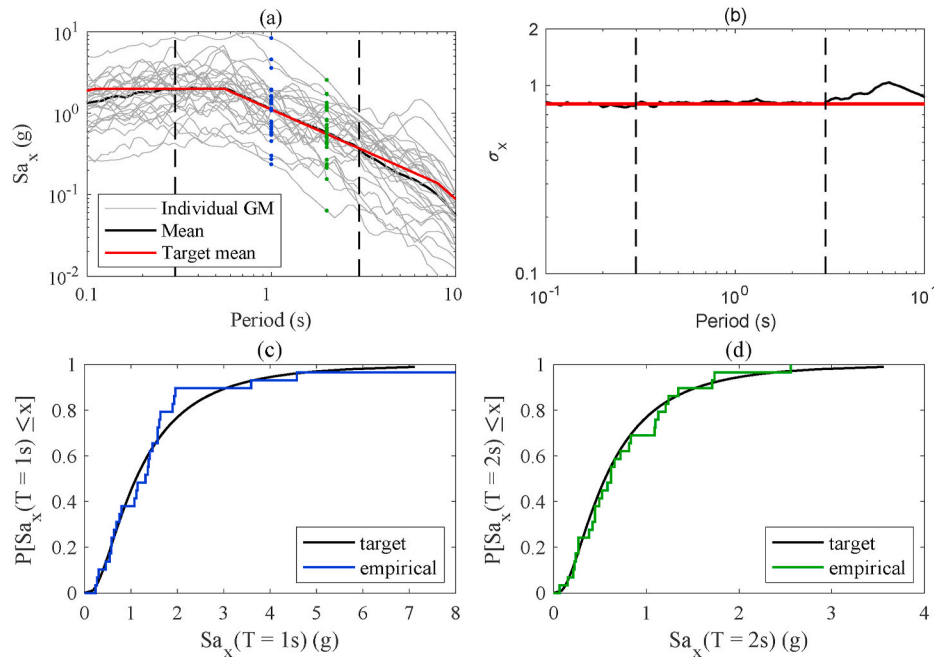 (a)
10^1
10^0
10^-1
10^-2
Sa_x (g)
Individual GM
Mean
Target mean
0.1 1 10
Period (s)
(b)
1
0.1
σ_x
10^-1 10^0 10^1
Period (s)
(c)
1
0.8
0.6
0.4
0.2
0
P[Sa_x(T = 1s) ≤x]
target
empirical
0 1 2 3 4 5 6 7 8
Sa_x(T = 1s) (g)
(d)
1
0.8
0.6
0.4
0.2
0
P[Sa_x(T = 2s) ≤x]
target
empirical
0 1 2 3 4
Sa_x(T = 2s) (g)